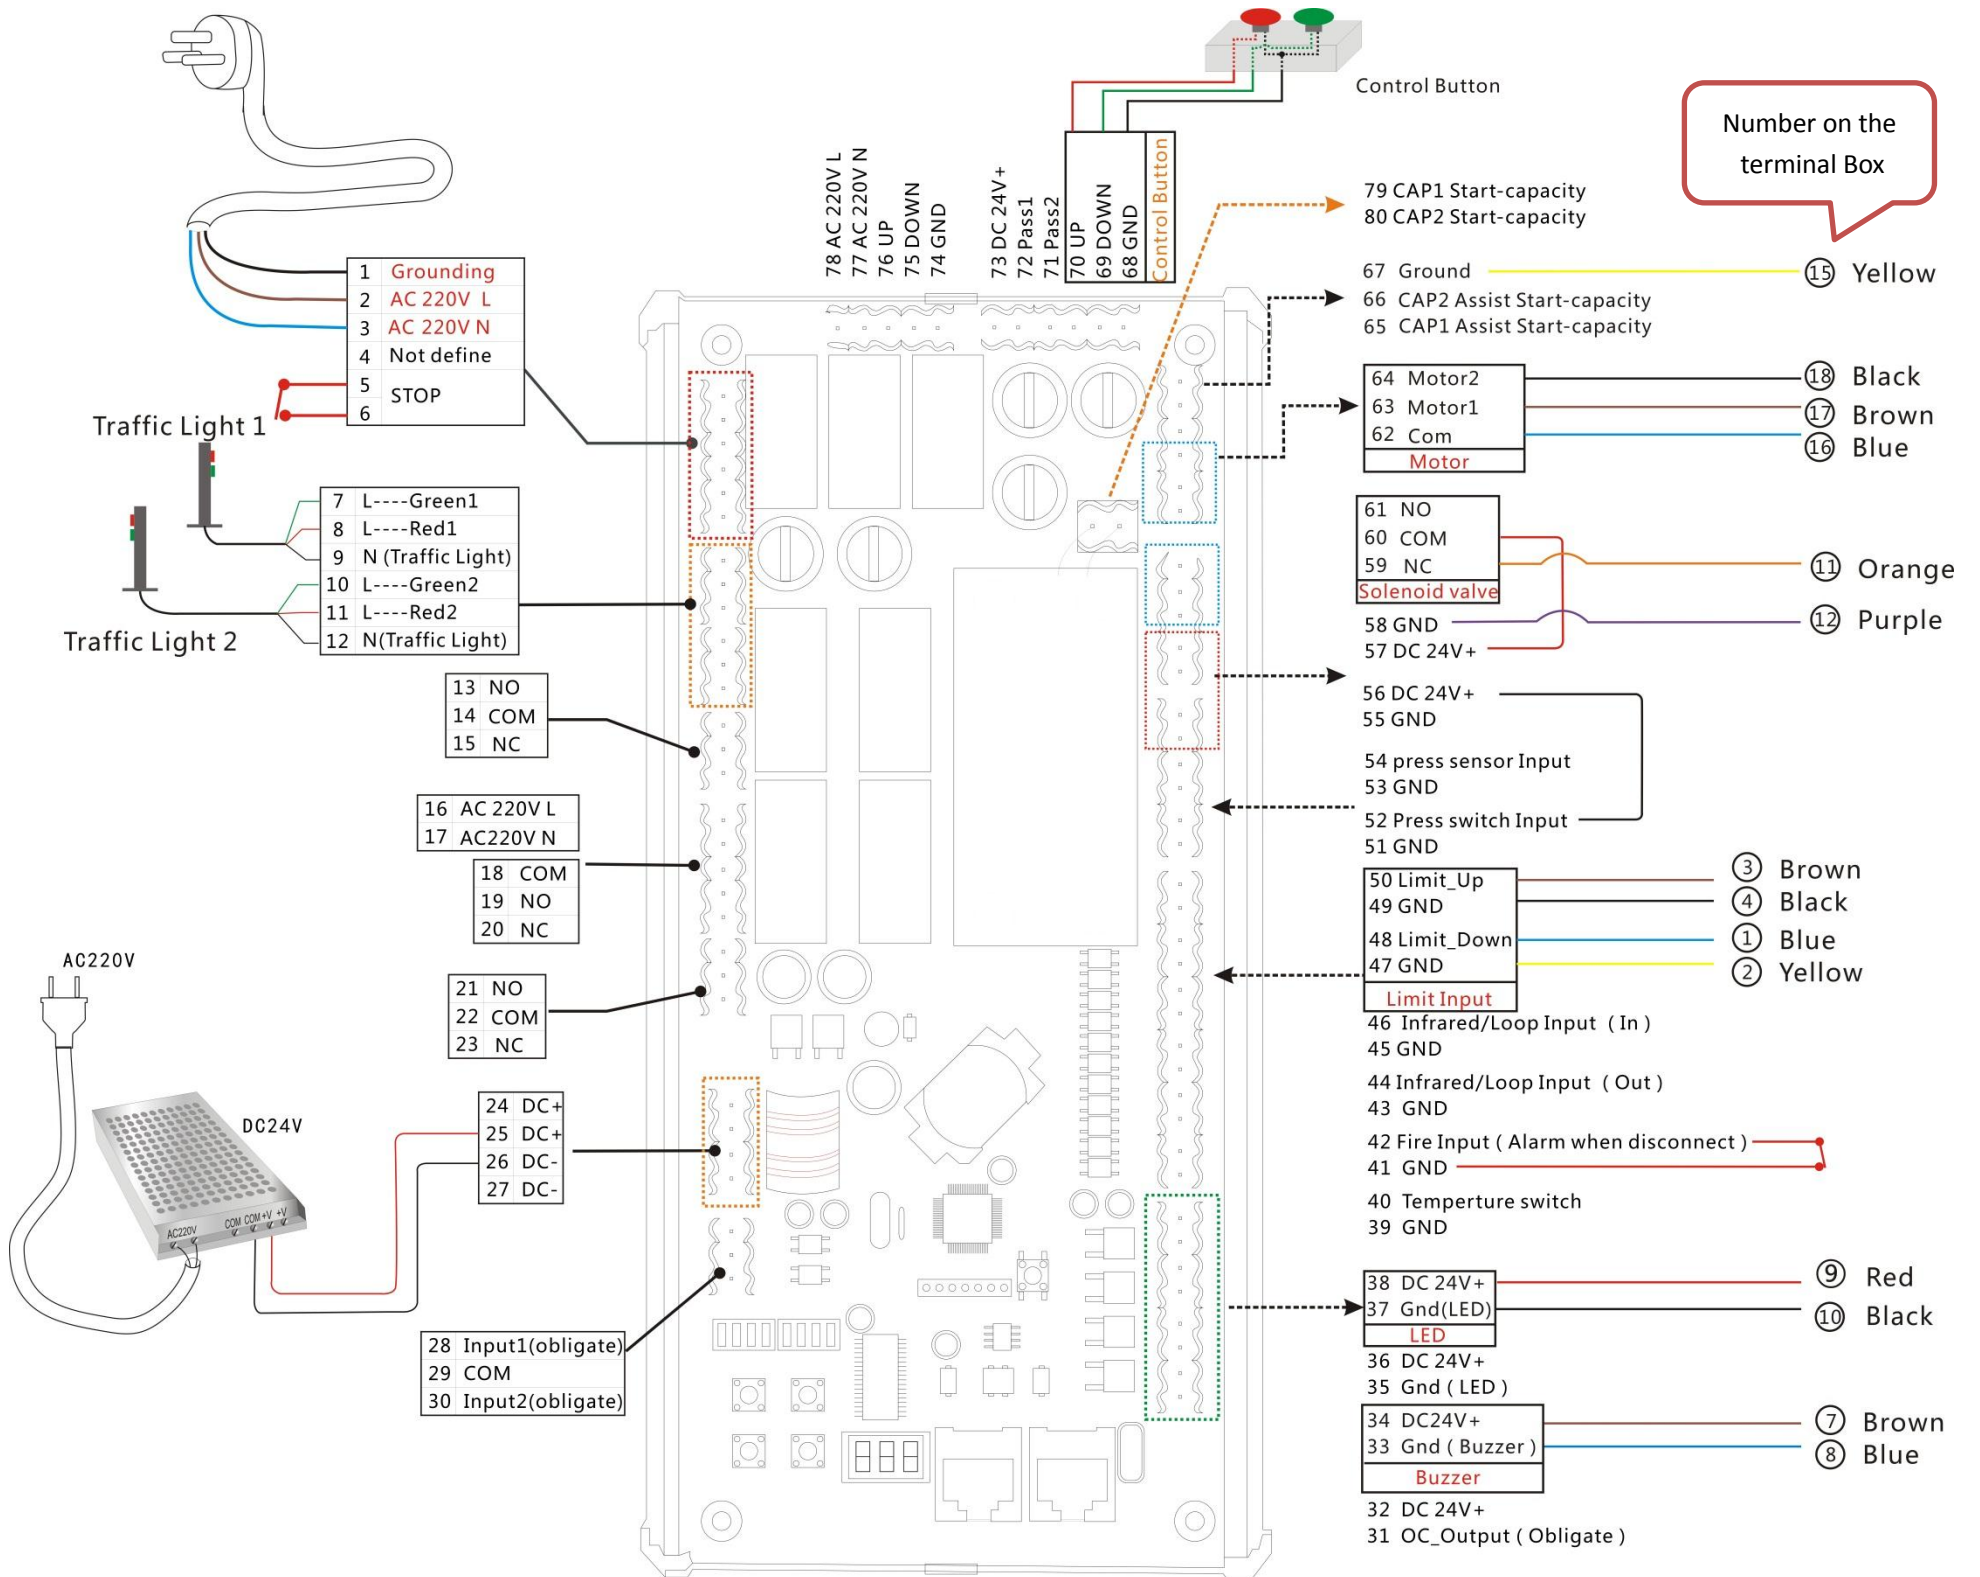 Control Button
Number on the
terminal Box
78 AC 220V L
77 AC 220V N
76 UP
75 DOWN
74 GND
73 DC 24V+
72 Pass1
71 Pass2
70 UP
69 DOWN
68 GND
Control Button
1 Grounding
2 AC 220V L
3 AC 220V N
4 Not define
5
STOP
6
Traffic Light 1
7 L----Green1
8 L----Red1
9 N (Traffic Light)
10 L----Green2
11 L----Red2
12 N(Traffic Light)
Traffic Light 2
13 NO
14 COM
15 NC
16 AC 220V L
17 AC220V N
18 COM
19 NO
20 NC
21 NO
22 COM
23 NC
AC220V
DC24V
AC220V
COM COM +V +V
24 DC+
25 DC+
26 DC-
27 DC-
28 Input1(obligate)
29 COM
30 Input2(obligate)
79 CAP1 Start-capacity
80 CAP2 Start-capacity
67 Ground 15 Yellow
66 CAP2 Assist Start-capacity
65 CAP1 Assist Start-capacity
64 Motor2 18 Black
63 Motor1 17 Brown
62 Com 16 Blue
Motor
61 NO
60 COM
59 NC 11 Orange
Solenoid valve
58 GND 12 Purple
57 DC 24V+
56 DC 24V+
55 GND
54 press sensor Input
53 GND
52 Press switch Input
51 GND
50 Limit_Up 3 Brown
49 GND 4 Black
48 Limit_Down 1 Blue
47 GND 2 Yellow
Limit Input
46 Infrared/Loop Input ( In )
45 GND
44 Infrared/Loop Input ( Out )
43 GND
42 Fire Input ( Alarm when disconnect )
41 GND
40 Temperture switch
39 GND
38 DC 24V+ 9 Red
37 Gnd(LED) 10 Black
LED
36 DC 24V+
35 Gnd ( LED )
34 DC24V+ 7 Brown
33 Gnd ( Buzzer ) 8 Blue
Buzzer
32 DC 24V+
31 OC_Output ( Obligate )